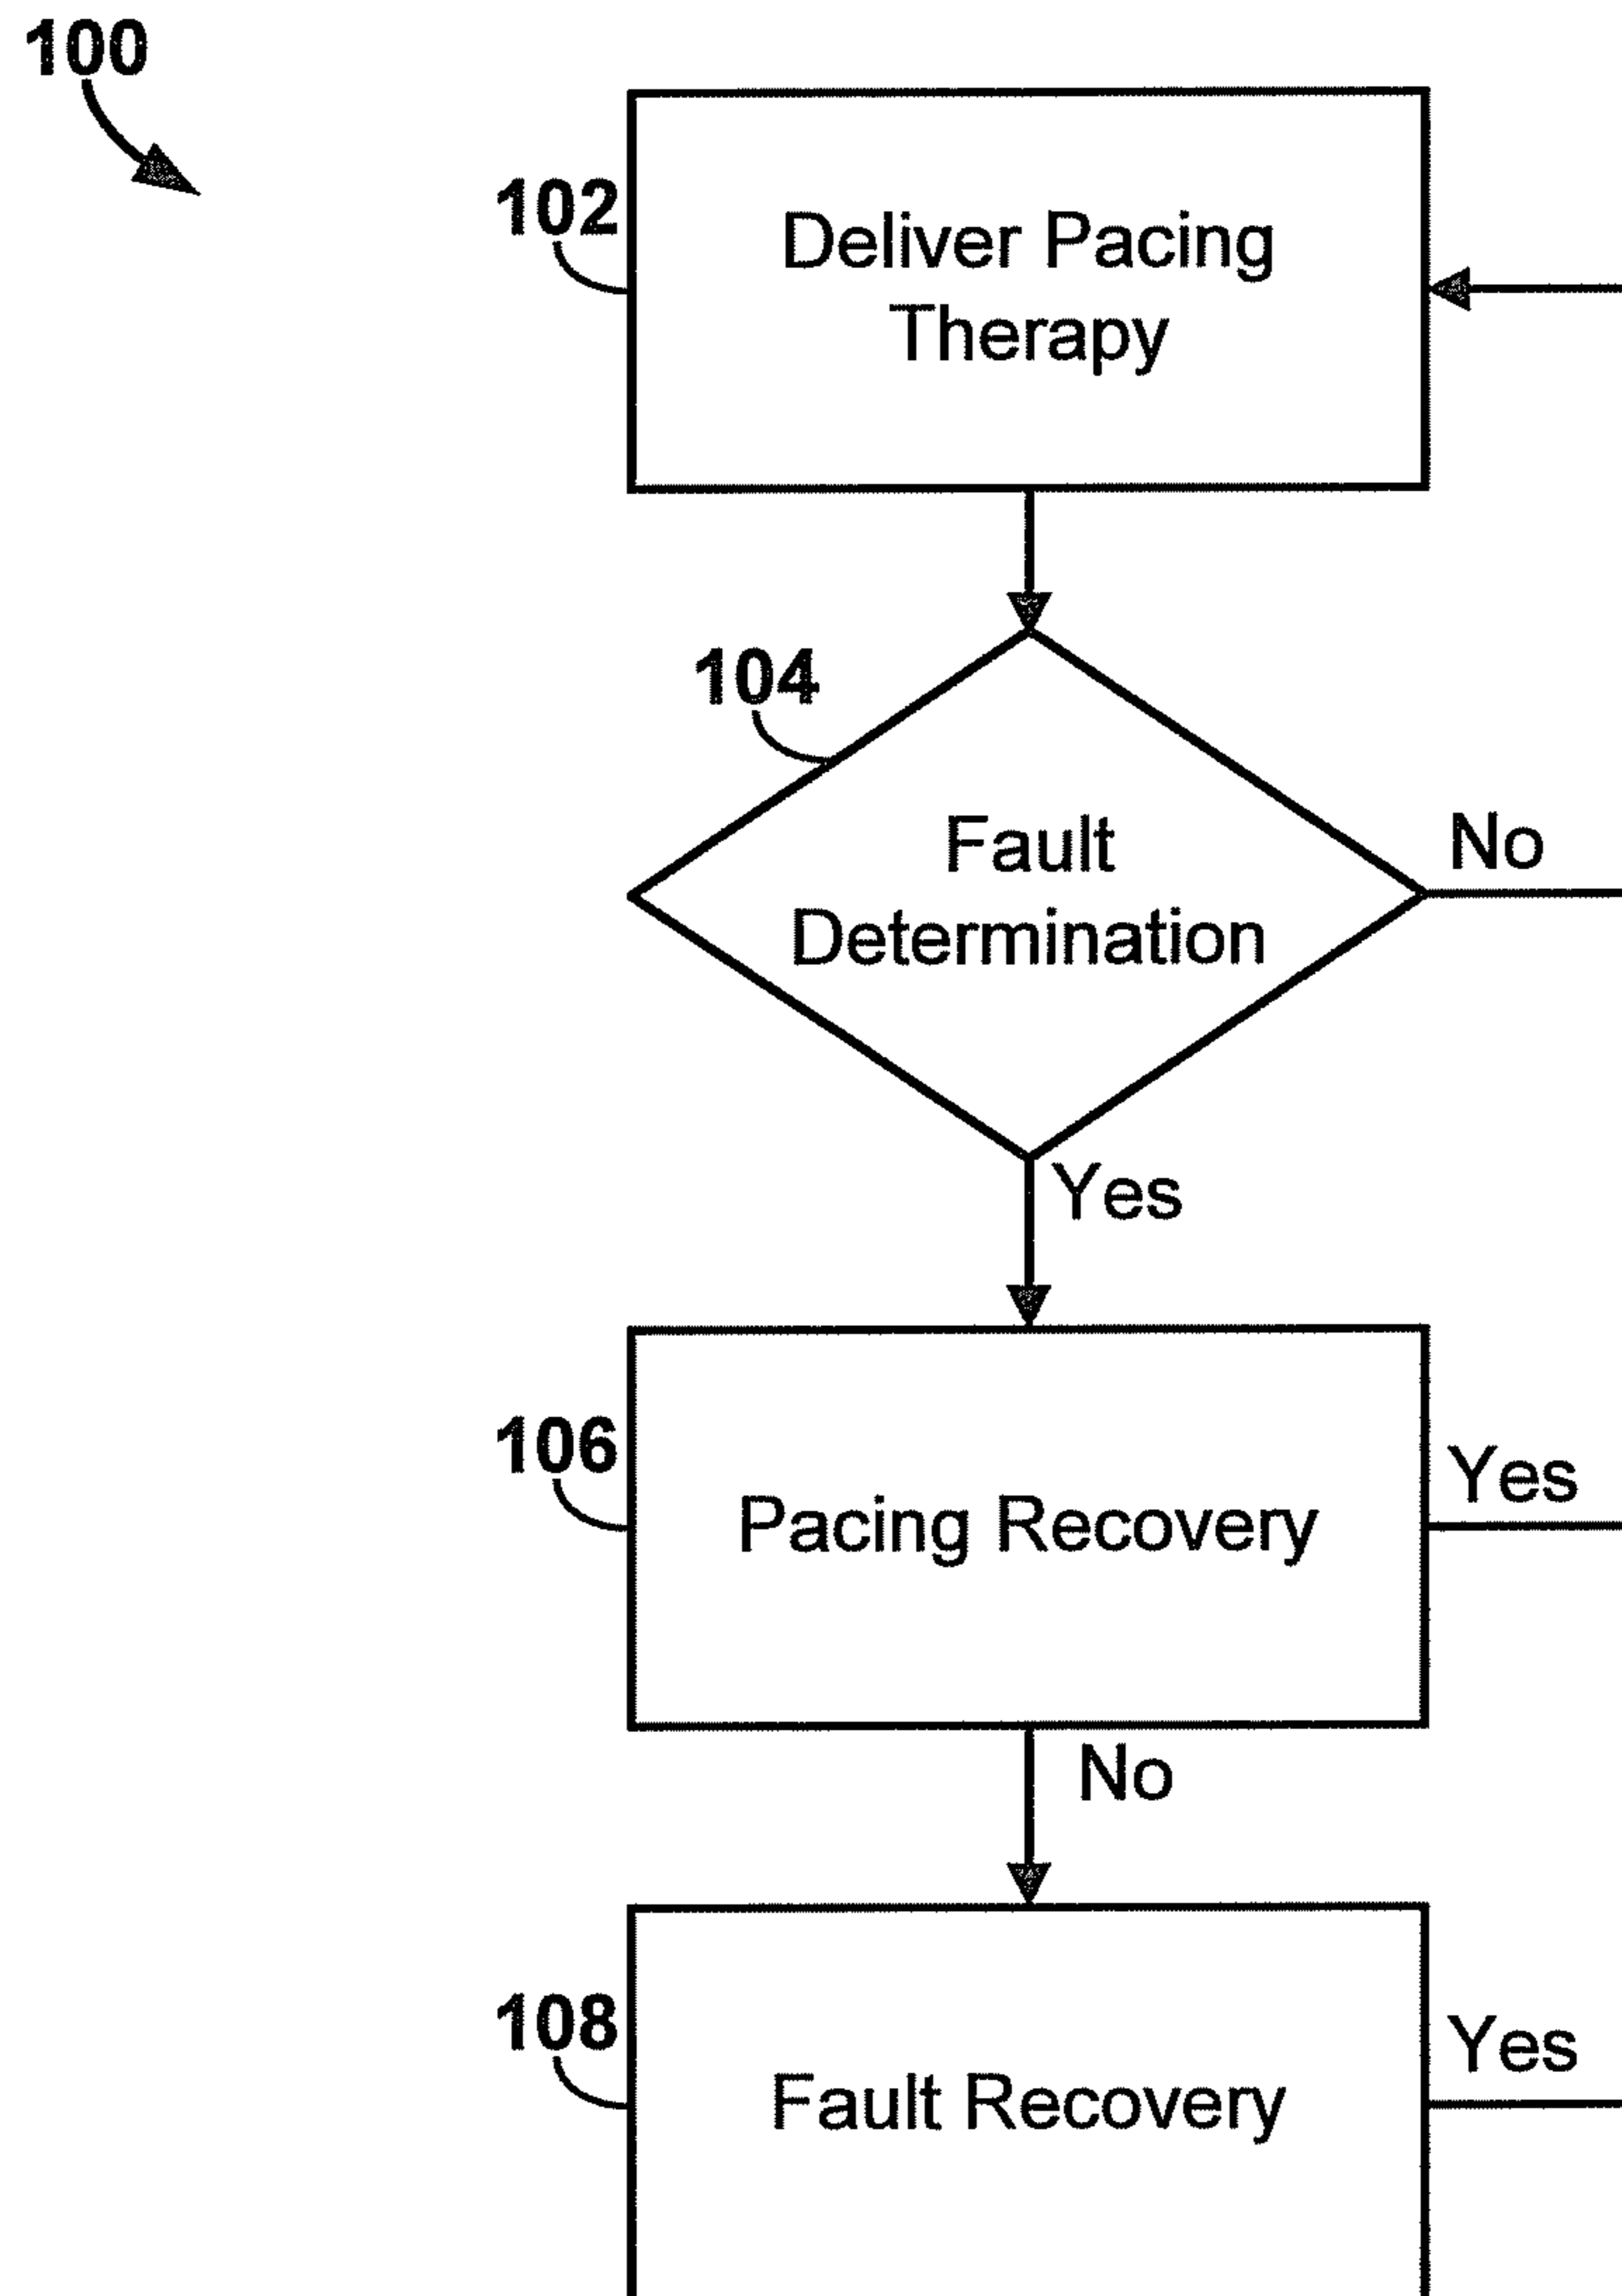 100
102
Deliver Pacing
Therapy
104
Fault
Determination
No
Yes
106
Pacing Recovery
Yes
No
108
Fault Recovery
Yes